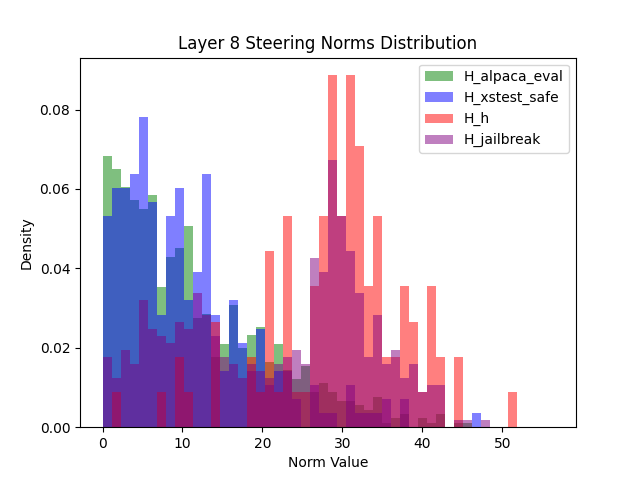 Layer 8 Steering Norms Distribution
H_alpaca_eval
H_xstest_safe
H_h
H_jailbreak
Density
0.08
0.06
0.04
0.02
0.00
0 10 20 30 40 50
Norm Value